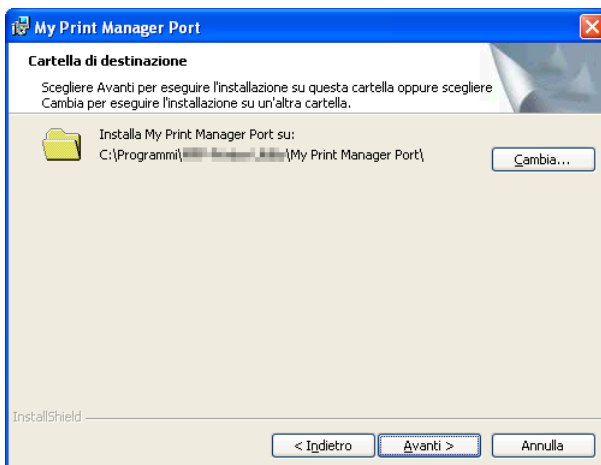 My Print Manager Port
Cartella di destinazione
Scegliere Avanti per eseguire l'installazione su questa cartella oppure scegliere
Cambia per eseguire l'installazione su un'altra cartella.
Installa My Print Manager Port su:
C:\Programmi\ \My Print Manager Port\
Cambia...
InstallShield
< Indietro
Avanti >
Annulla